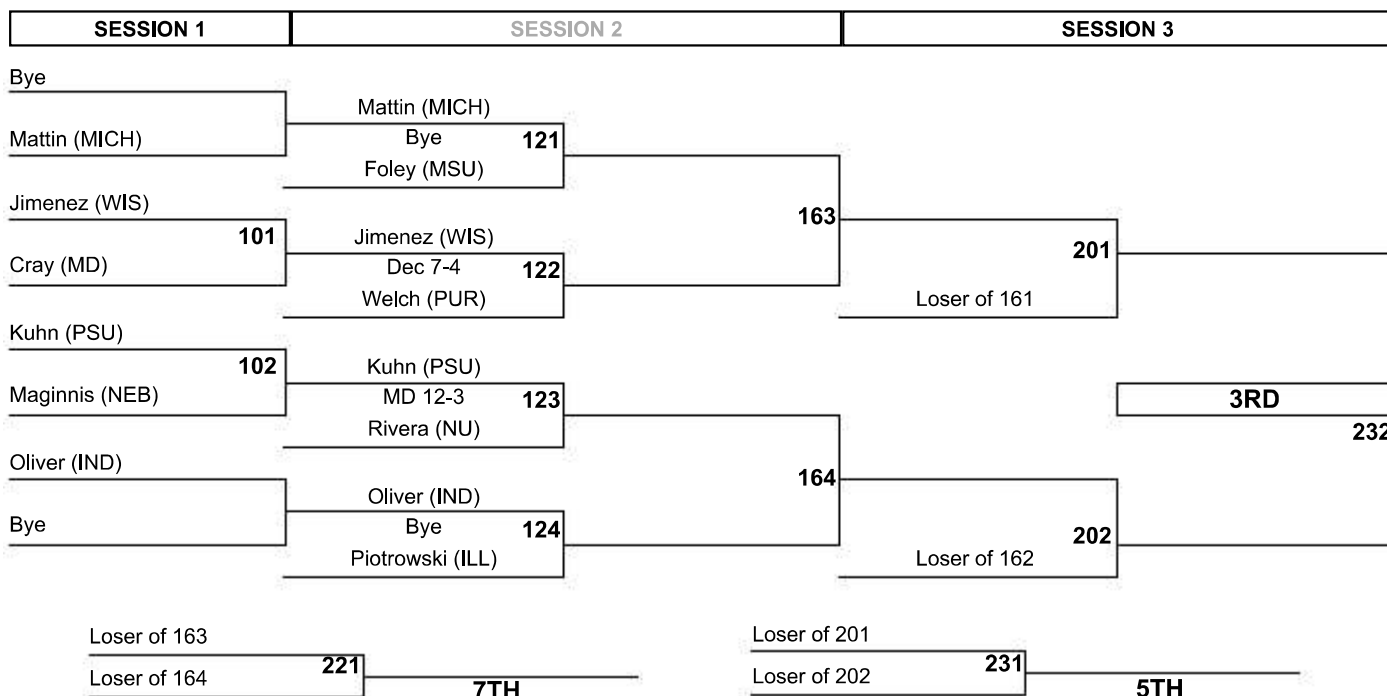 SESSION 1
SESSION 2
SESSION 3
Bye
Mattin (MICH)
Jimenez (WIS)
101
Cray (MD)
Kuhn (PSU)
102
Maginnis (NEB)
Oliver (IND)
Bye
Mattin (MICH)
Bye
121
Foley (MSU)
Jimenez (WIS)
Dec 7-4
122
Welch (PUR)
Kuhn (PSU)
MD 12-3
123
Rivera (NU)
Oliver (IND)
Bye
124
Piotrowski (ILL)
163
164
201
Loser of 161
202
Loser of 162
3RD
232
Loser of 163
221
Loser of 164
7TH
Loser of 201
231
Loser of 202
5TH